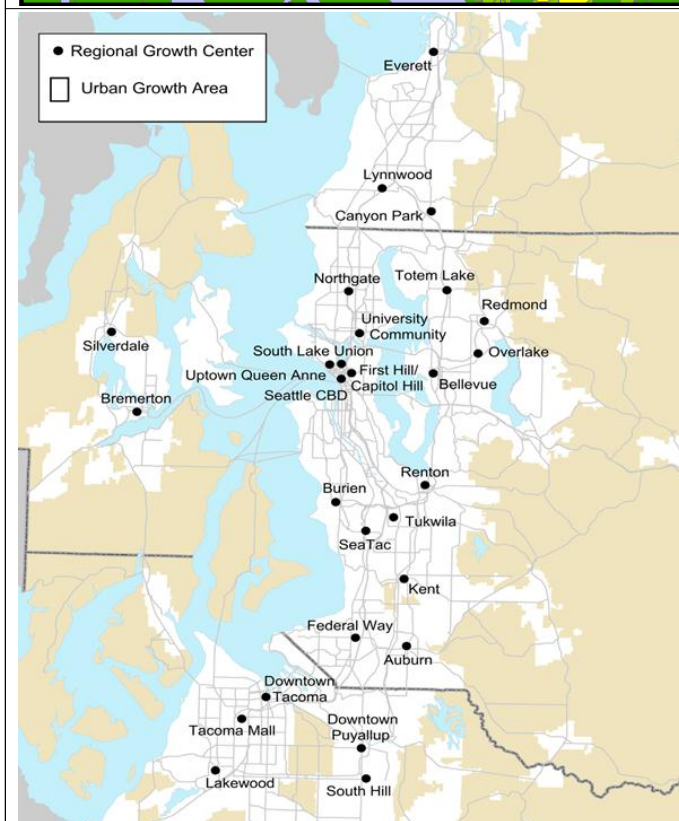 Regional Growth Center
Urban Growth Area
Everett
Lynnwood
Canyon Park
Northgate
Totem Lake
Redmond
University
Community
Silverdale
South Lake Union
Overlake
Uptown Queen Anne
First Hill/
Capitol Hill
Bellevue
Seattle CBD
Bremerton
Renton
Burien
Tukwila
SeaTac
Kent
Federal Way
Auburn
Downtown
Tacoma
Tacoma Mall
Downtown
Puyallup
Lakewood
South Hill